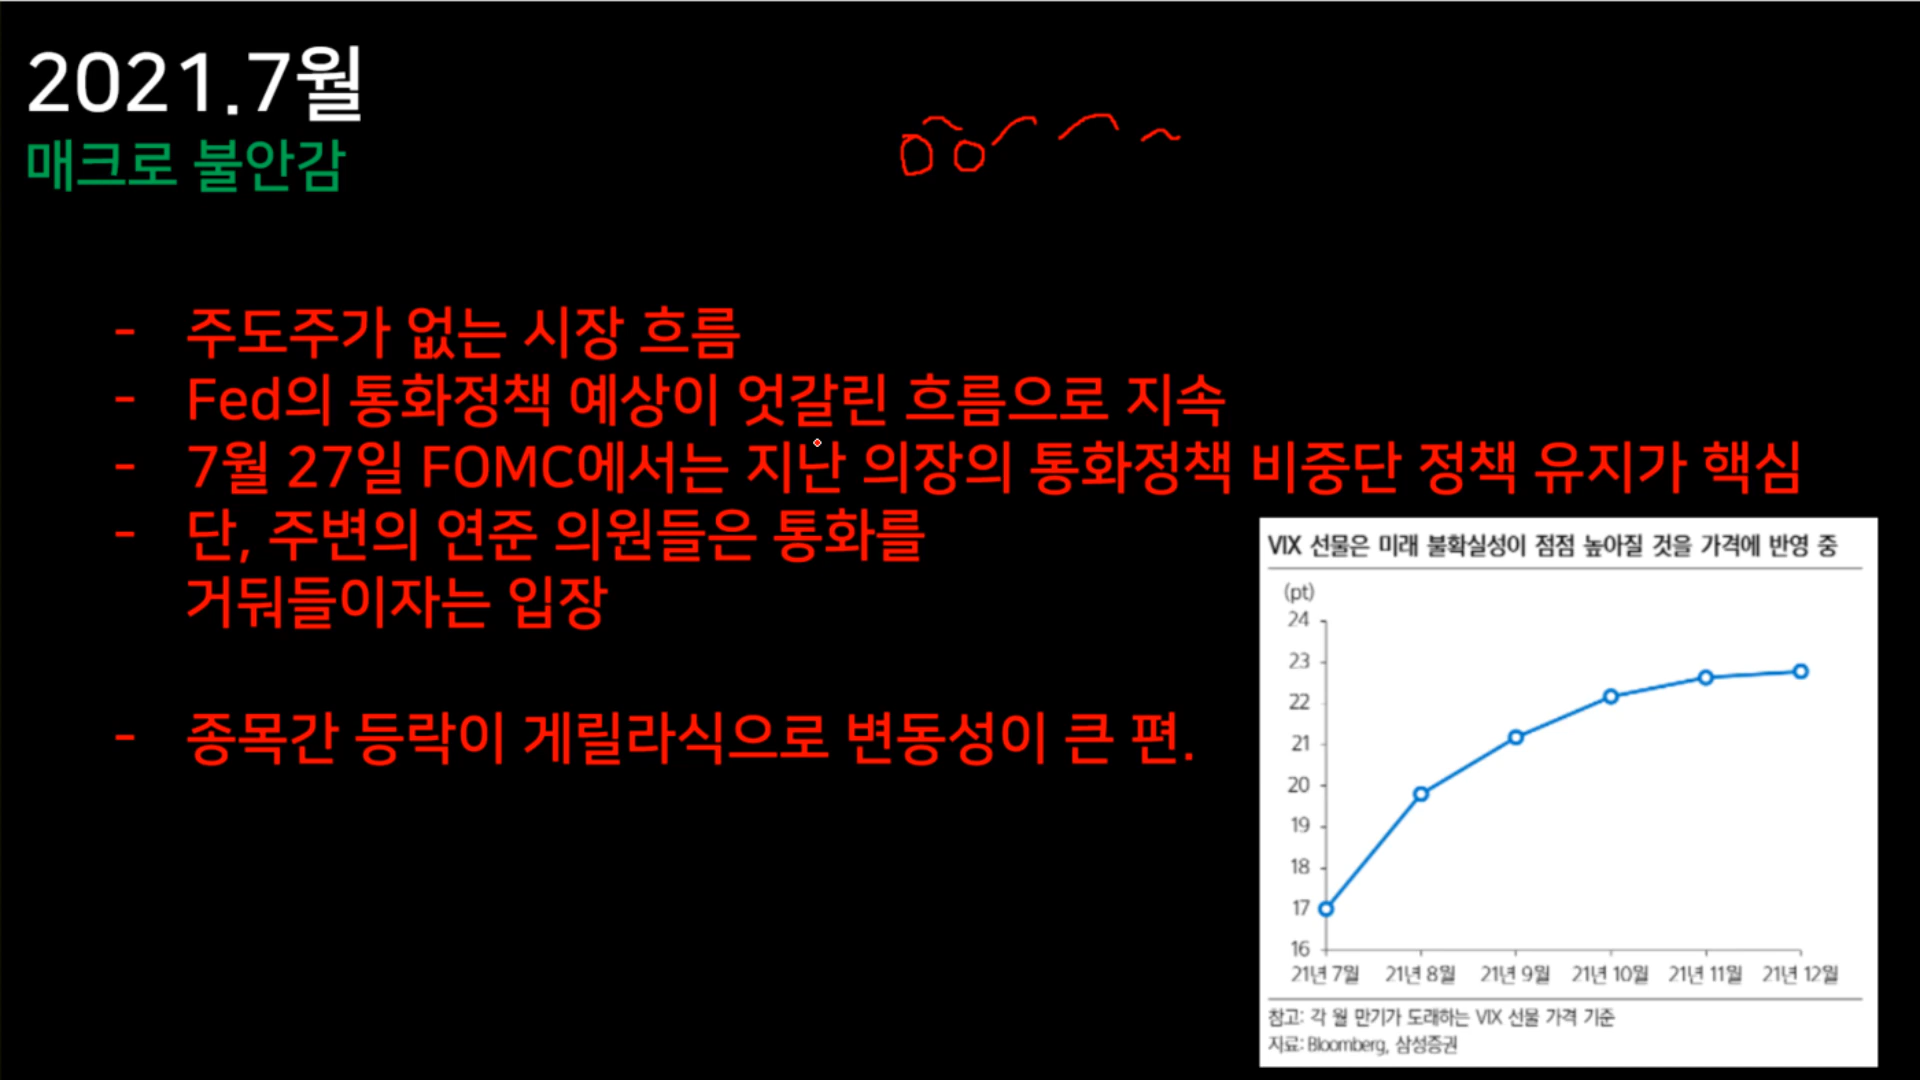 2021.7월
매크로 불안감
- 주도주가 없는 시장 흐름
- Fed의 통화정책 예상이 엇갈린 흐름으로 지속
- 7월 27일 FOMC에서는 지난 의장의 통화정책 비중단 정책 유지가 핵심
- 단, 주변의 연준 의원들은 통화를
거둬들이자는 입장
- 종목간 등락이 게릴라식으로 변동성이 큰 편.
VIX 선물은 미래 불확실성이 점점 높아질 것을 가격에 반영 중
(pt)
24
23
22
21
20
19
18
17
16
21년 7월 21년 8월 21년 9월 21년 10월 21년 11월 21년 12월
참고: 각 월 만기가 도래하는 VIX 선물 가격 기준
자료: Bloomberg, 삼성증권